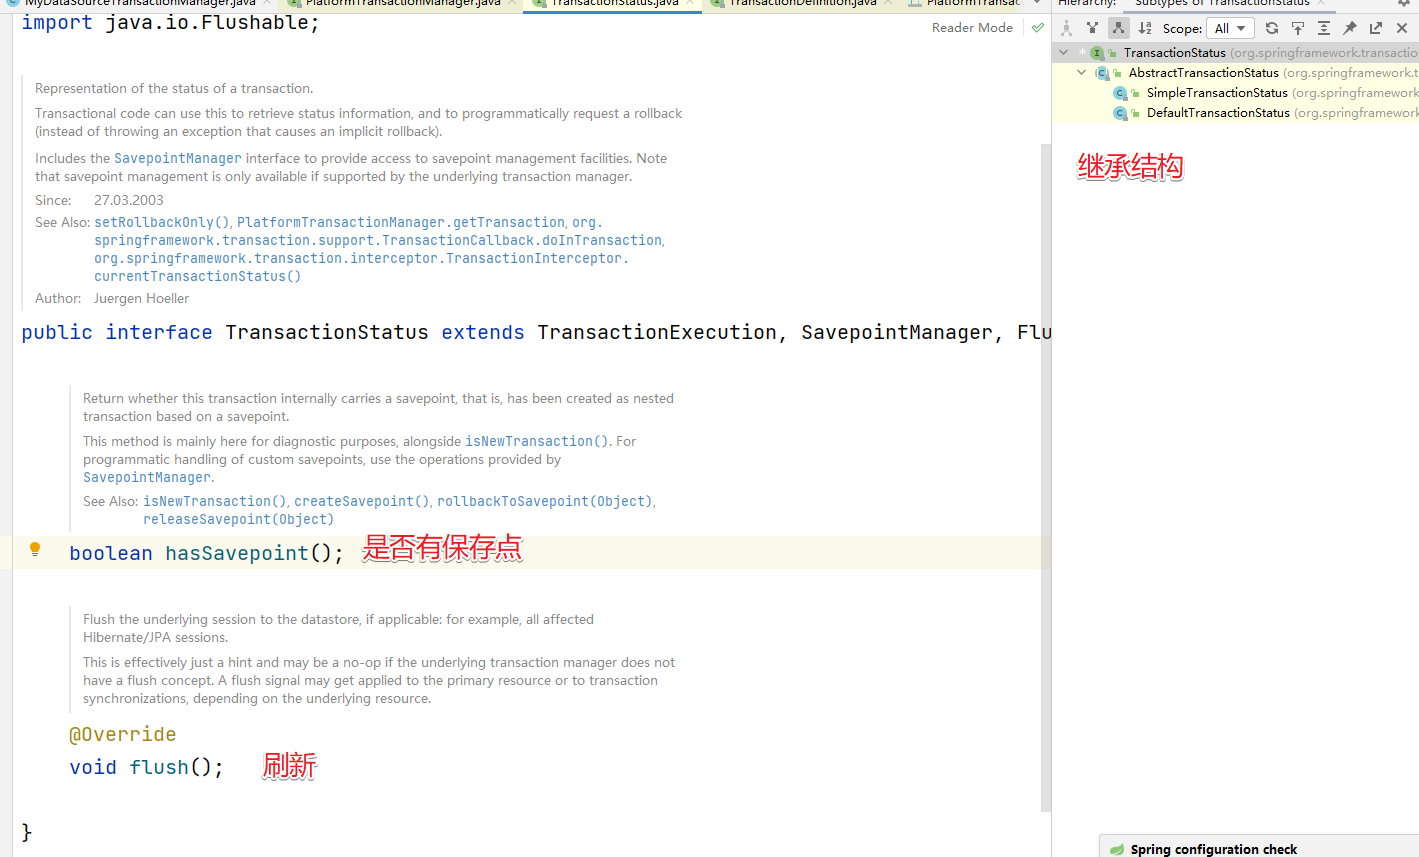 MyDataSourceTransactionManager.java
PlatformTransactionManager.java
TransactionStatus.java
TransactionDefinition.java
PlatformTransac
Hierarchy:
Subtypes of TransactionStatus
import java.io.Flushable;
Reader Mode
Scope: All
TransactionStatus (org.springframework.transactio
AbstractTransactionStatus (org.springframework.t
SimpleTransactionStatus (org.springframework
DefaultTransactionStatus (org.springframework
继承结构
Representation of the status of a transaction.
Transactional code can use this to retrieve status information, and to programmatically request a rollback
(instead of throwing an exception that causes an implicit rollback).
Includes the SavepointManager interface to provide access to savepoint management facilities. Note
that savepoint management is only available if supported by the underlying transaction manager.
Since: 27.03.2003
See Also: setRollbackOnly(), PlatformTransactionManager.getTransaction, org.
springframework.transaction.support.TransactionCallback.doInTransaction,
org.springframework.transaction.interceptor.TransactionInterceptor.
currentTransactionStatus()
Author: Juergen Hoeller
public interface TransactionStatus extends TransactionExecution, SavepointManager, Flu
Return whether this transaction internally carries a savepoint, that is, has been created as nested
transaction based on a savepoint.
This method is mainly here for diagnostic purposes, alongside isNewTransaction(). For
programmatic handling of custom savepoints, use the operations provided by
SavepointManager.
See Also: isNewTransaction(), createSavepoint(), rollbackToSavepoint(Object),
releaseSavepoint(Object)
boolean hasSavepoint(); 是否有保存点
Flush the underlying session to the datastore, if applicable: for example, all affected
Hibernate/JPA sessions.
This is effectively just a hint and may be a no-op if the underlying transaction manager does not
have a flush concept. A flush signal may get applied to the primary resource or to transaction
synchronizations, depending on the underlying resource.
@Override
void flush(); 刷新
}
Spring configuration check